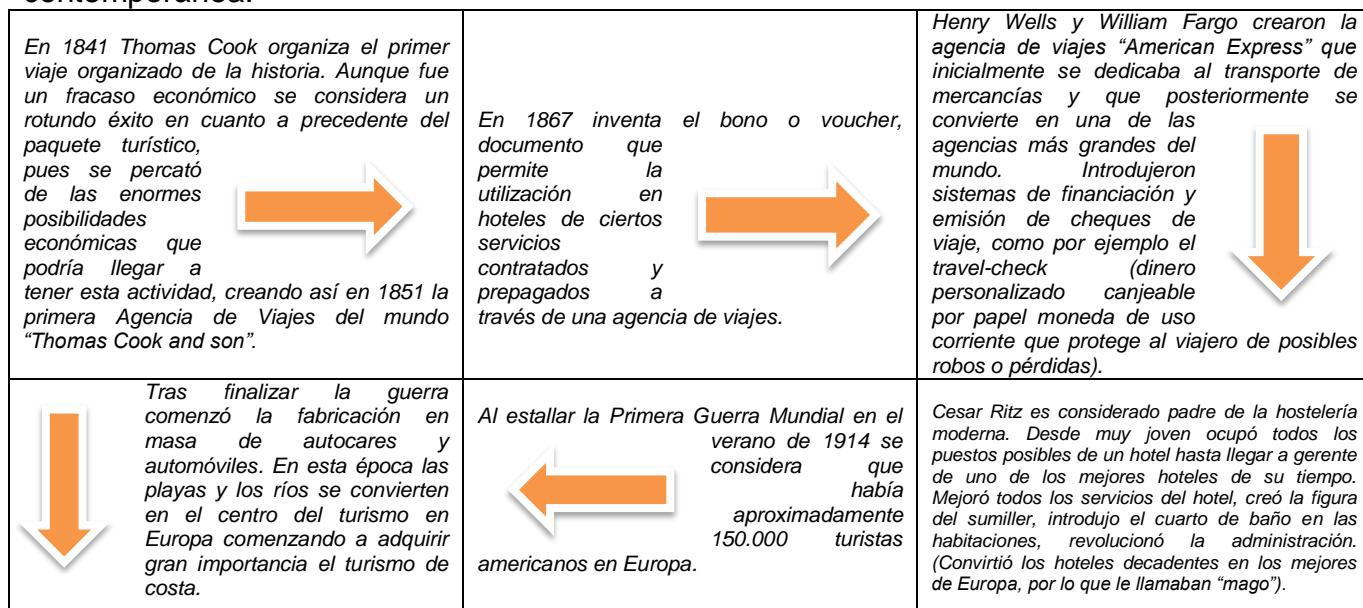 contemporánea.
En 1841 Thomas Cook organiza el primer
viaje organizado de la historia. Aunque fue
un fracaso económico se considera un
rotundo éxito en cuanto a precedente del
paquete turístico,
pues se percató
de las enormes
posibilidades
económicas que
podría llegar a
tener esta actividad, creando así en 1851 la
primera Agencia de Viajes del mundo
“Thomas Cook and son”.
En 1867 inventa el bono o voucher,
documento que
permite la
utilización en
hoteles de ciertos
servicios
contratados y
prepagados a
través de una agencia de viajes.
Henry Wells y William Fargo crearon la
agencia de viajes “American Express” que
inicialmente se dedicaba al transporte de
mercancías y que posteriormente se
convierte en una de las
agencias más grandes del
mundo. Introdujeron
sistemas de financiación y
emisión de cheques de
viaje, como por ejemplo el
travel-check (dinero
personalizado canjeable
por papel moneda de uso
corriente que protege al viajero de posibles
robos o pérdidas).
Tras finalizar la guerra
comenzó la fabricación en
masa de autocares y
automóviles. En esta época las
playas y los ríos se convierten
en el centro del turismo en
Europa comenzando a adquirir
gran importancia el turismo de
costa.
Al estallar la Primera Guerra Mundial en el
verano de 1914 se
considera que
había
aproximadamente
150.000 turistas
americanos en Europa.
Cesar Ritz es considerado padre de la hostelería
moderna. Desde muy joven ocupó todos los
puestos posibles de un hotel hasta llegar a gerente
de uno de los mejores hoteles de su tiempo.
Mejoró todos los servicios del hotel, creó la figura
del sumiller, introdujo el cuarto de baño en las
habitaciones, revolucionó la administración.
(Convirtió los hoteles decadentes en los mejores
de Europa, por lo que le llamaban “mago”).